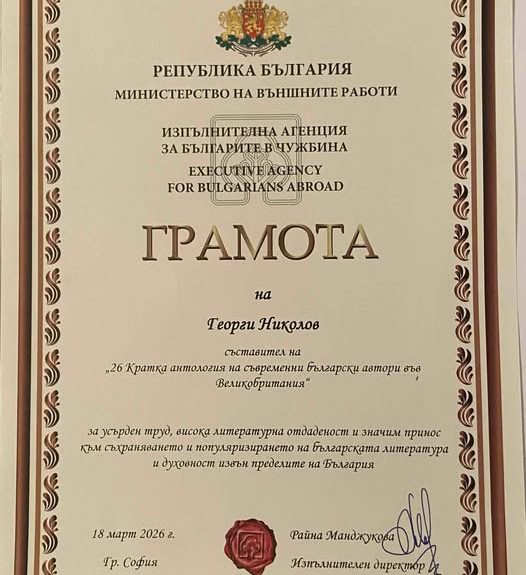 РЕПУБЛИКА БЪЛГАРИЯ
МИНИСТЕРСТВО НА ВЪНШНИТЕ РАБОТИ
ИЗПЪЛНИТЕЛНА АГЕНЦИЯ
ЗА БЪЛГАРИТЕ В ЧУЖБИНА
EXECUTIVE AGENCY
FOR BULGARIANS ABROAD
ГРАМОТА
на
Георги Николов
съставител на
„26 Кратка антология на съвременни български автори във
Великобритания“
за усърден труд, висока литературна отдаденост и значим принос
към съхраняването и популяризирането на българската литература
и духовност извън пределите на България
18 март 2026 г.
Гр. София
Райна Манджукова
Изпълнителен директор